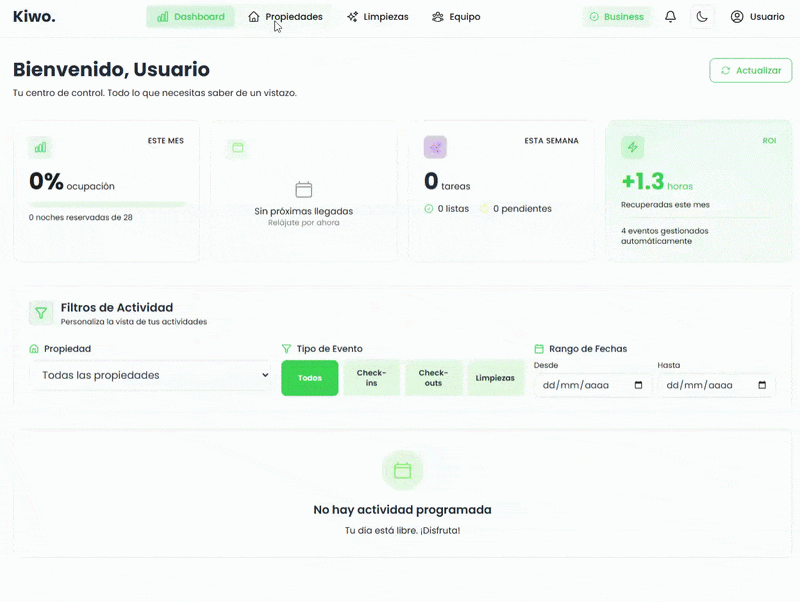 Kiwo.
Dashboard
Propiedades
Limpiezas
Equipo
Business
Usuario
Bienvenido, Usuario
Tu centro de control. Todo lo que necesitas saber de un vistazo.
Actualizar
ESTE MES
0% ocupación
0 noches reservadas de 28
Sin próximas llegadas
Relájate por ahora
ESTA SEMANA
0 tareas
0 listas
0 pendientes
ROI
+1.3 horas
Recuperadas este mes
4 eventos gestionados
automáticamente
Filtros de Actividad
Personaliza la vista de tus actividades
Propiedad
Todas las propiedades
Tipo de Evento
Todos
Check-
ins
Check-
outs
Limpiezas
Rango de Fechas
Desde
dd/mm/aaaa
Hasta
dd/mm/aaaa
No hay actividad programada
Tu día está libre. ¡Disfruta!